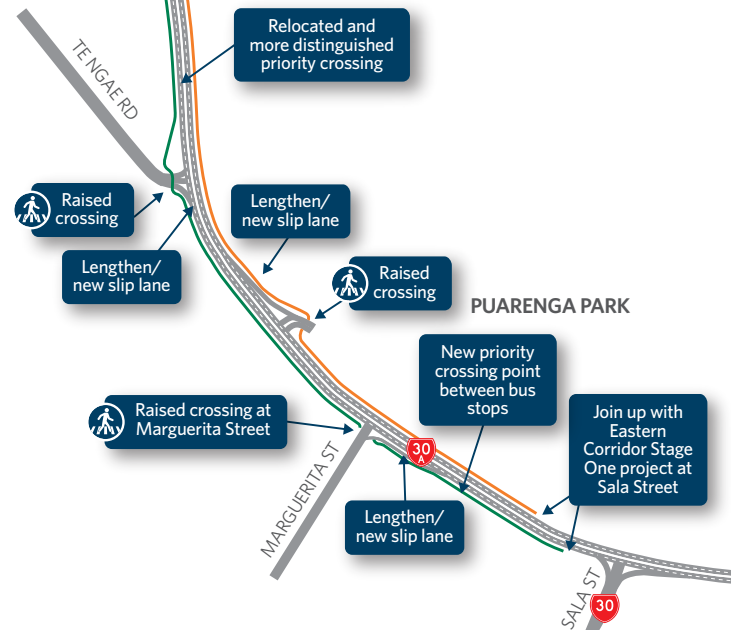 Relocated and
more distinguished
priority crossing
TE NGAE RD
Raised
crossing
Lengthen/
new slip lane
Lengthen/
new slip lane
Raised
crossing
PUARENGA PARK
New priority
crossing point
between bus
stops
Raised crossing at
Marguerita Street
Join up with
Eastern
Corridor Stage
One project at
Sala Street
30
A
MARGUERITA ST
Lengthen/
new slip lane
SALA ST
30